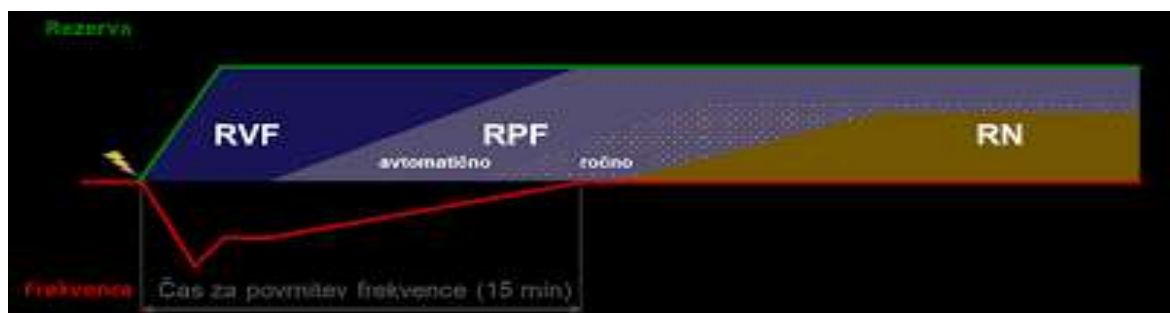 Rezerva
RVF
RPF
RN
avtomatično
ročno
Frekvenca
Čas za povrnitev frekvence (15 min)